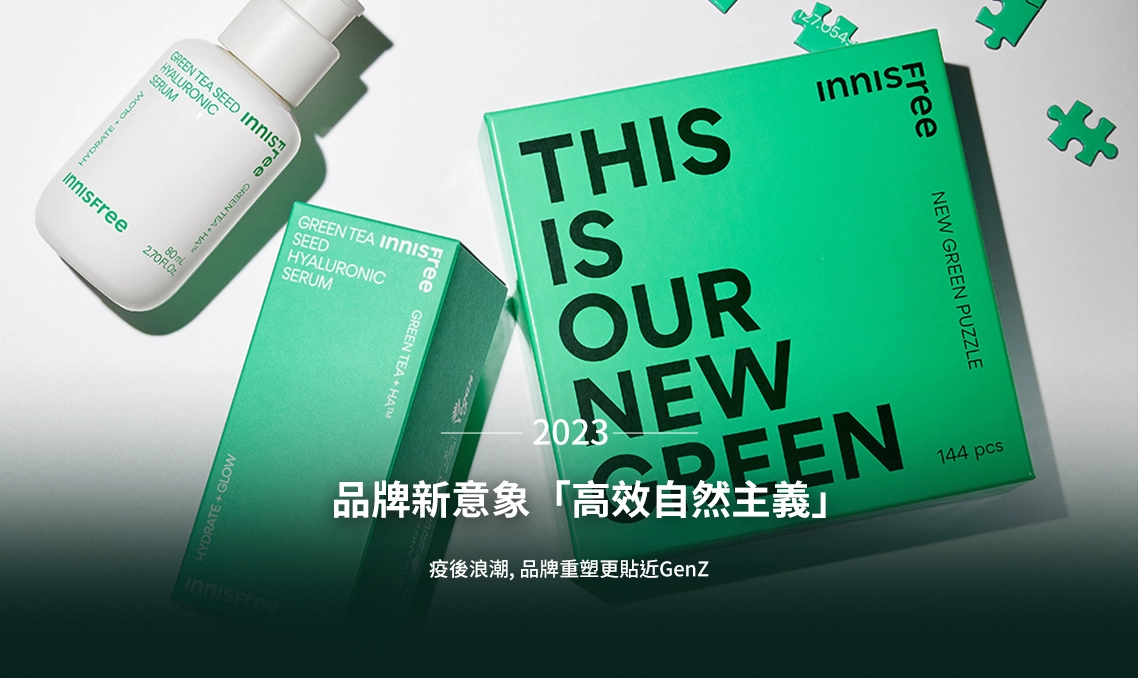 GREEN TEA SEED
HYALURONIC
SERUM
innisFree
HYDRATE + GLOW
innisFree
GREEN TEA + HA™
80mL
2.70 Fl. Oz.
GREEN TEA SEED
HYALURONIC
SERUM
innisFree
GREEN TEA + HA™
HYDRATE + GLOW
innisFree
innisFree
THIS
IS
OUR
NEW
GREEN
NEW GREEN PUZZLE
144 pcs
2023
品牌新意象「高效自然主義」
疫後浪潮, 品牌重塑更貼近GenZ